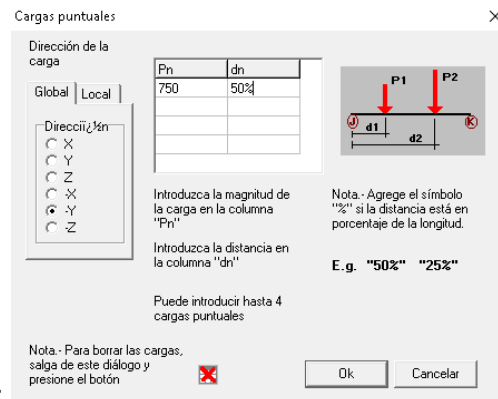 Cargas puntuales
Dirección de la
carga
Global Local
Direcciï¿½n
X
Y
Z
-X
-Y
-Z
Pn dn
750 50%
P1 P2
J d1 K
d2
Introduzca la magnitud de
la carga en la columna
"Pn"
Introduzca la distancia en
la columna "dn"
Puede introducir hasta 4
cargas puntuales
Nota.- Agrege el símbolo
"%" si la distancia está en
porcentaje de la longitud.
E.g. "50%" "25%"
Nota.- Para borrar las cargas,
salga de este diálogo y
presione el botón
Ok Cancelar